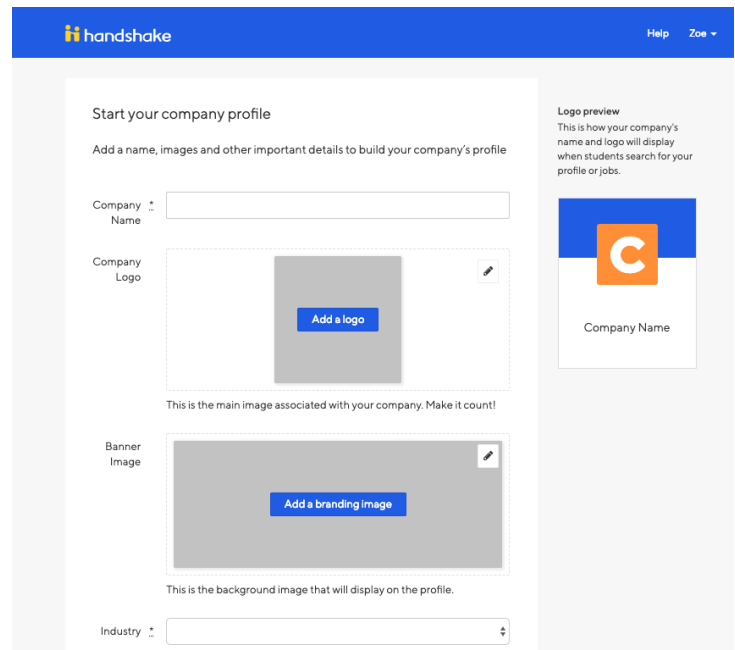 handshake
Help
Zoe
Start your company profile
Add a name, images and other important details to build your company's profile
Company *
Name
Company
Logo
Add a logo
This is the main image associated with your company. Make it count!
Banner
Image
Add a branding image
This is the background image that will display on the profile.
Industry *
Logo preview
This is how your company's
name and logo will display
when students search for your
profile or jobs.
C
Company Name